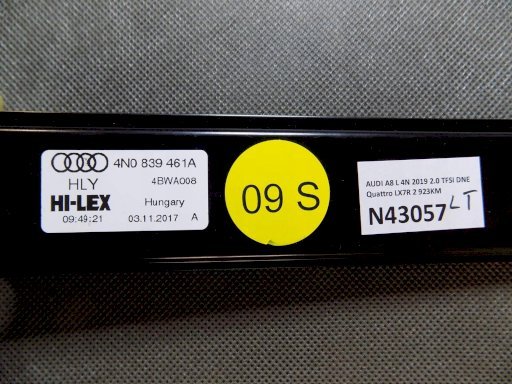 4N0 839 461A
HLY 4BWA008
HI-LEX Hungary
09:49:21 03.11.2017 A
09 S
AUDI A8 L 4N 2019 2.0 TFSI DNE
Quattro LX7R 2 923KM
N43057 LT